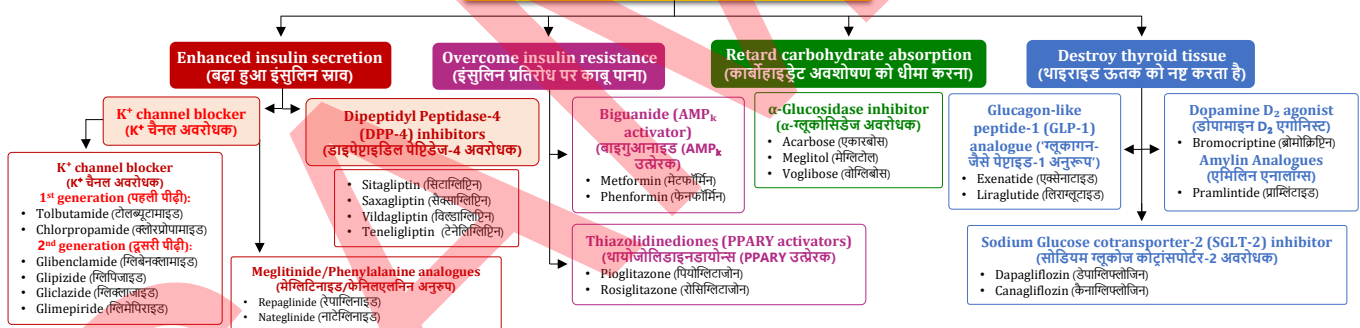 Enhanced insulin secretion
(बढ़ा हुआ इंसुलिन स्राव)
Overcome insulin resistance
(इंसुलिन प्रतिरोध पर काबू पाना)
Retard carbohydrate absorption
(कार्बोहाइड्रेट अवशोषण को धीमा करना)
Destroy thyroid tissue
(थाइराइड ऊतक को नष्ट करता है)
K⁺ channel blocker
(K⁺ चैनल अवरोधक)
K⁺ channel blocker
(K⁺ चैनल अवरोधक)
1st generation (पहली पीढ़ी):
• Tolbutamide (टोलब्यूटामाइड)
• Chlorpropamide (क्लोरप्रोपामाइड)
2nd generation (दूसरी पीढ़ी):
• Glibenclamide (ग्लिबेनक्लामाइड)
• Glipizide (ग्लिपिजाइड)
• Gliclazide (ग्लिक्लाजाइड)
• Glimepiride (ग्लिमेपिराइड)
Dipeptidyl Peptidase-4
(DPP-4) inhibitors
(डाइपेप्टाइडिल पेप्टिडेज-4 अवरोधक)
• Sitagliptin (सिटाग्लिप्टिन)
• Saxagliptin (सैक्साग्लिप्टिन)
• Vildagliptin (विल्डाग्लिप्टिन)
• Teneligliptin (टेनेलिग्लिप्टिन)
Meglitinide/Phenylalanine analogues
(मेग्लिटिनाइड/फेनिलएलनिन अनुरुप)
• Repaglinide (रेपाग्लिनाइड)
• Nateglinide (नाटेग्लिनाइड)
Biguanide (AMPk
activator)
(बाइगुआनाइड (AMPk
उत्प्रेरक)
• Metformin (मेटफॉर्मिन)
• Phenformin (फेनफॉर्मिन)
Thiazolidinediones (PPARY activators)
(थायोजोलिडाइनडायोन्स (PPARY उत्प्रेरक)
• Pioglitazone (पियोग्लिटाजोन)
• Rosiglitazone (रोसिग्लिटाजोन)
α-Glucosidase inhibitor
(α-ग्लूकोसिडेज अवरोधक)
• Acarbose (एकारबोस)
• Meglitol (मेग्लिटोल)
• Voglibose (वोग्लिबोस)
Glucagon-like
peptide-1 (GLP-1)
analogue ('ग्लूकागन-
जैसे पेप्टाइड-1 अनुरूप')
• Exenatide (एक्सेनाटाइड)
• Liraglutide (लिराग्लूटाइड)
Dopamine D₂ agonist
(डोपामाइन D₂ एगोनिस्ट)
• Bromocriptine (ब्रोमोक्रिप्टिन)
Amylin Analogues
(एमिलिन एनालॉग्स)
• Pramlintide (प्राम्लिंटाइड)
Sodium Glucose cotransporter-2 (SGLT-2) inhibitor
(सोडियम ग्लूकोज कोट्रांसपोर्टर-2 अवरोधक)
• Dapagliflozin (डेपाग्लिफ्लोजिन)
• Canagliflozin (कैनाग्लिफ्लोजिन)